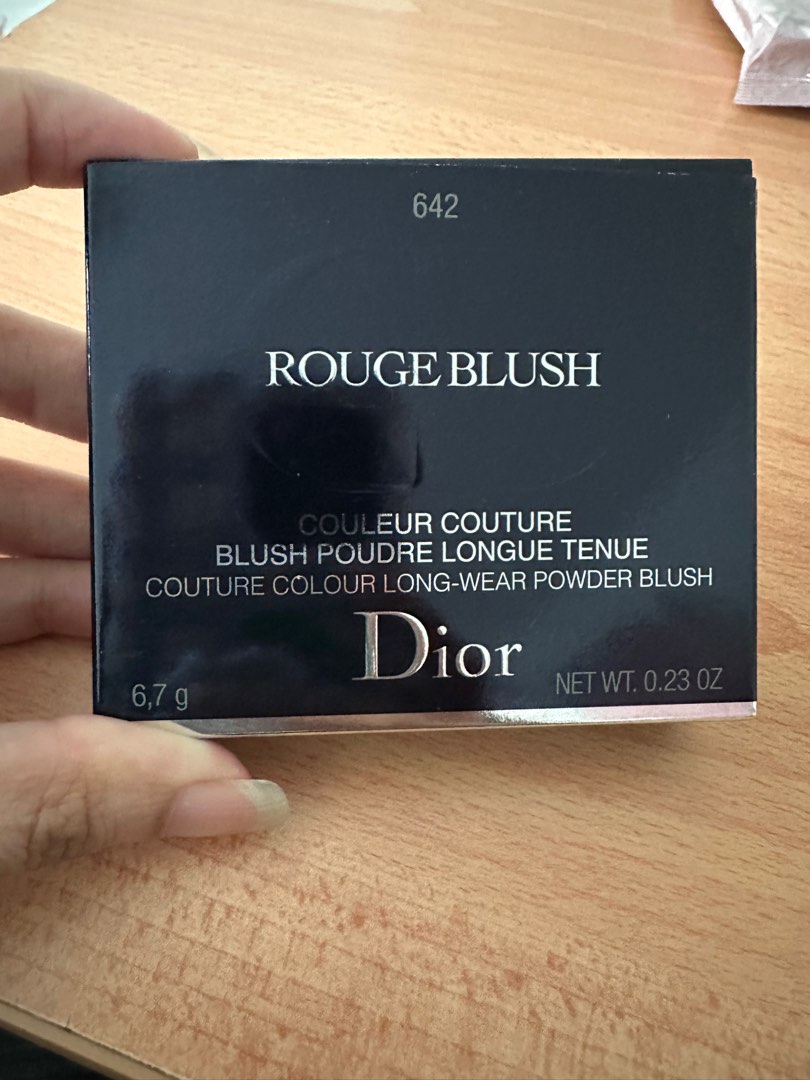 642
ROUGE BLUSH
COULEUR COUTURE
BLUSH POUDRE LONGUE TENUE
COUTURE COLOUR LONG-WEAR POWDER BLUSH
Dior
6,7 g
NET WT. 0.23 OZ